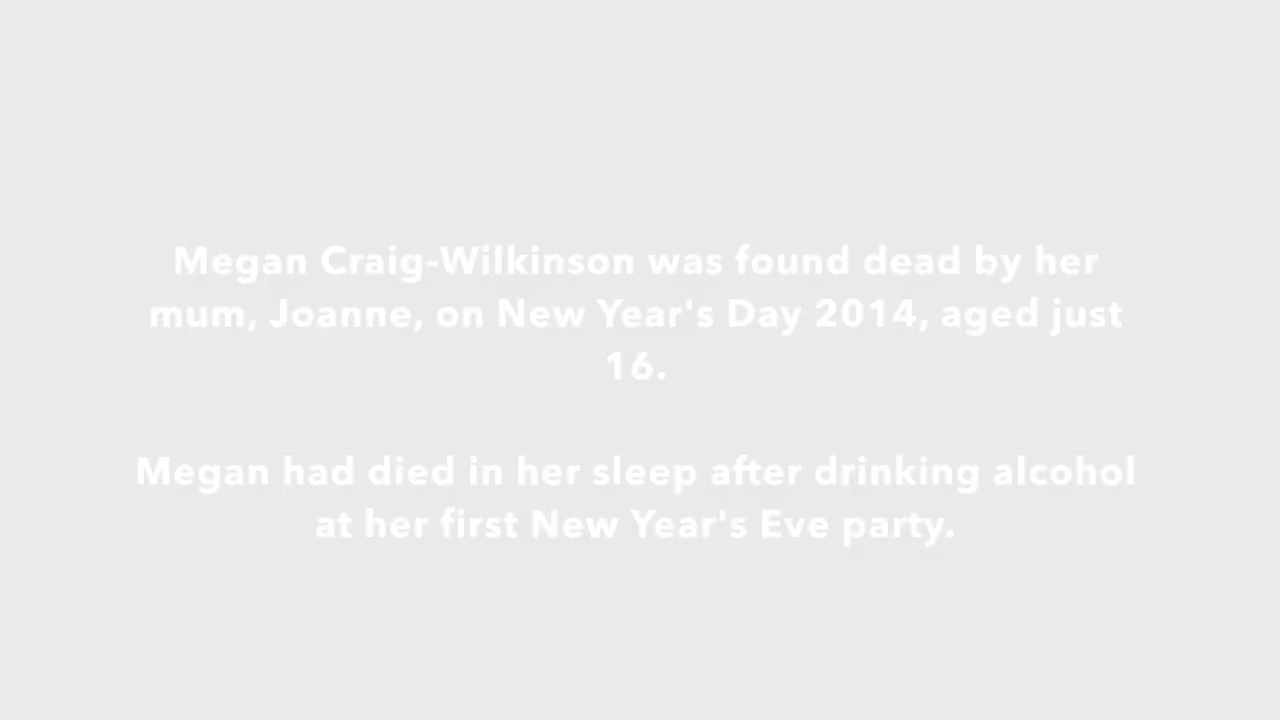 Megan Craig-Wilkinson was found dead by her
mum, Joanne, on New Year's Day 2014, aged just
16.
Megan had died in her sleep after drinking alcohol
at her first New Year's Eve party.